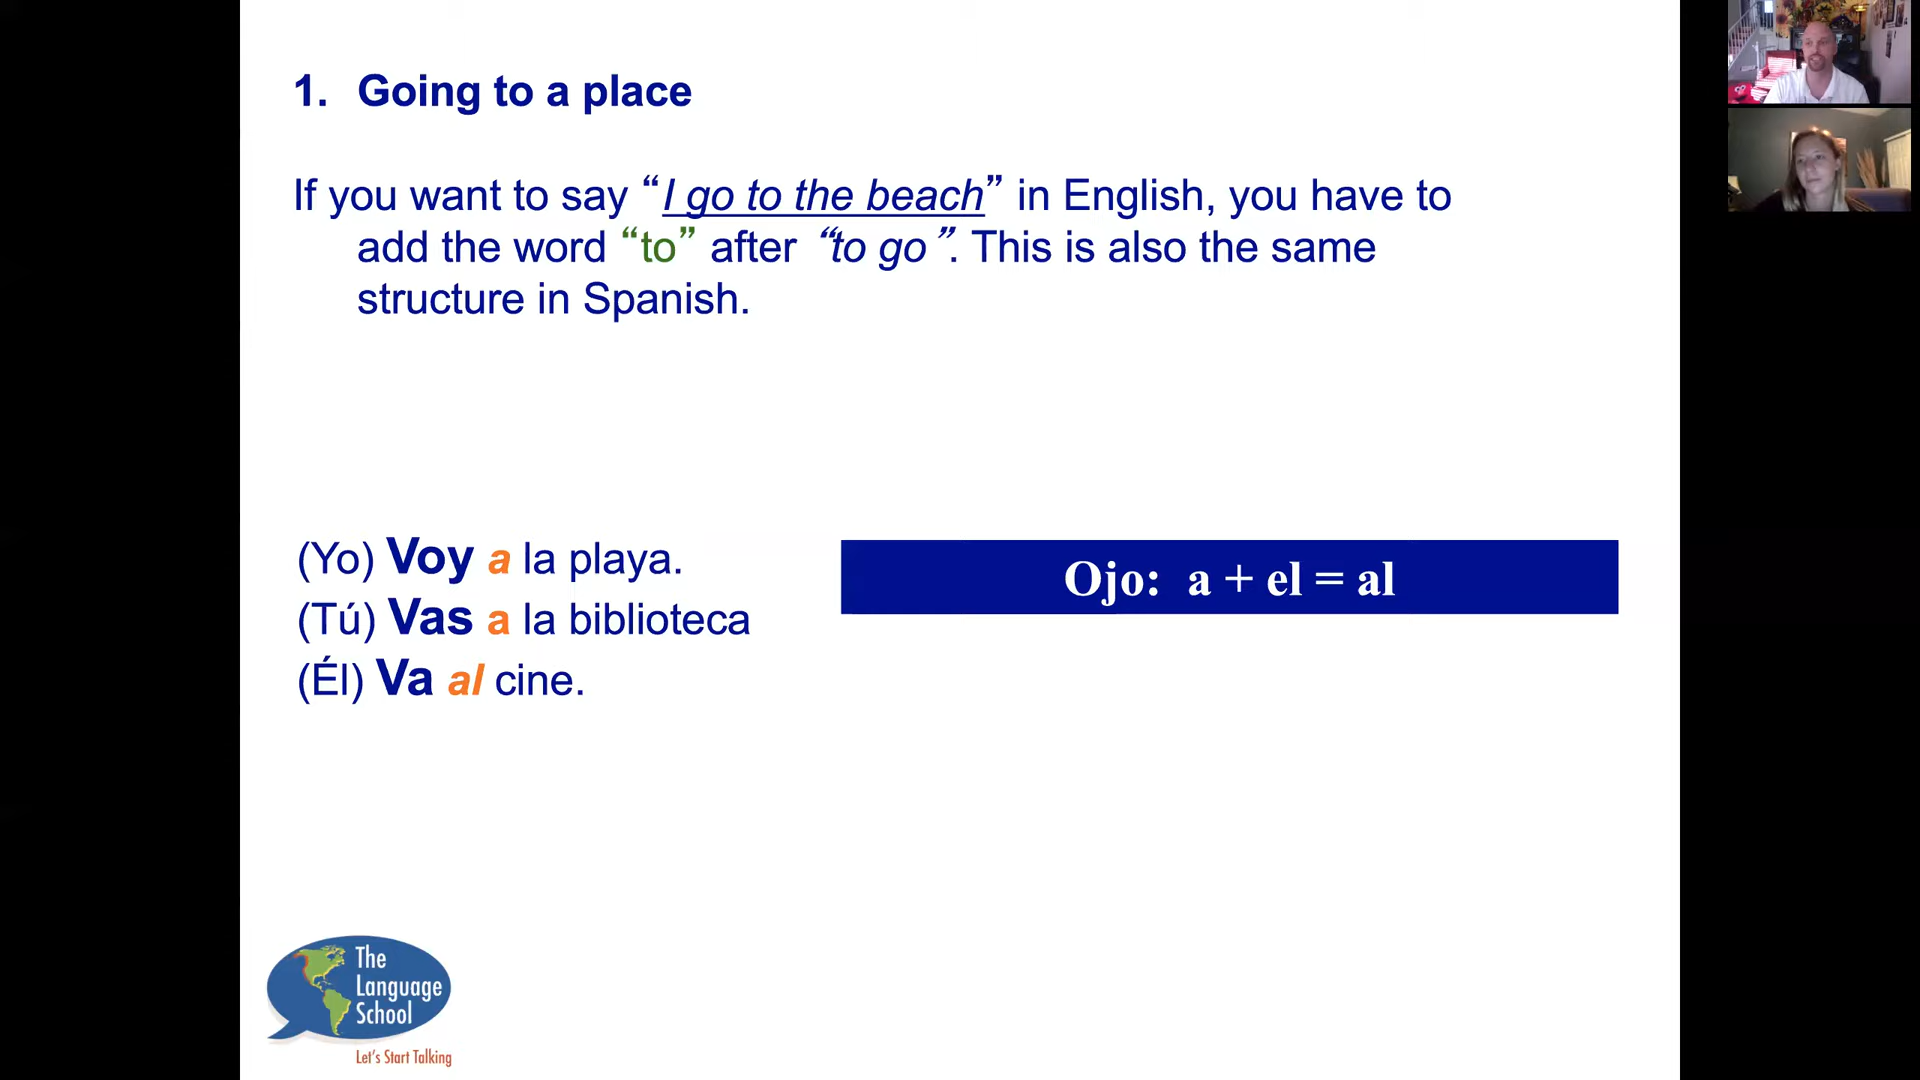 1. Going to a place
If you want to say “I go to the beach” in English, you have to
add the word “to” after “to go”. This is also the same
structure in Spanish.
(Yo) Voy a la playa.
(Tú) Vas a la biblioteca
(Él) Va al cine.
Ojo: a + el = al
The
Language
School
Let's Start Talking